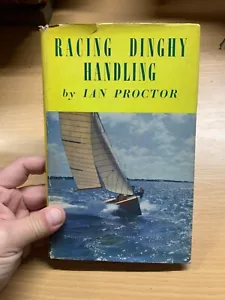 RACING DINGHY
HANDLING
by IAN PROCTOR